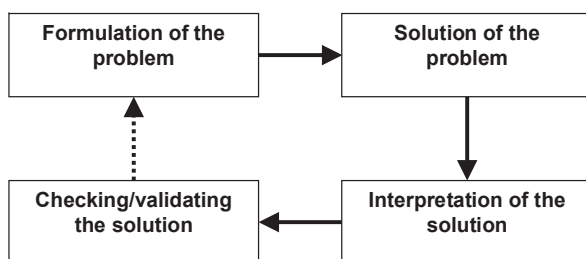 Formulation of the
problem
Solution of the
problem
Checking/validating
the solution
Interpretation of the
solution